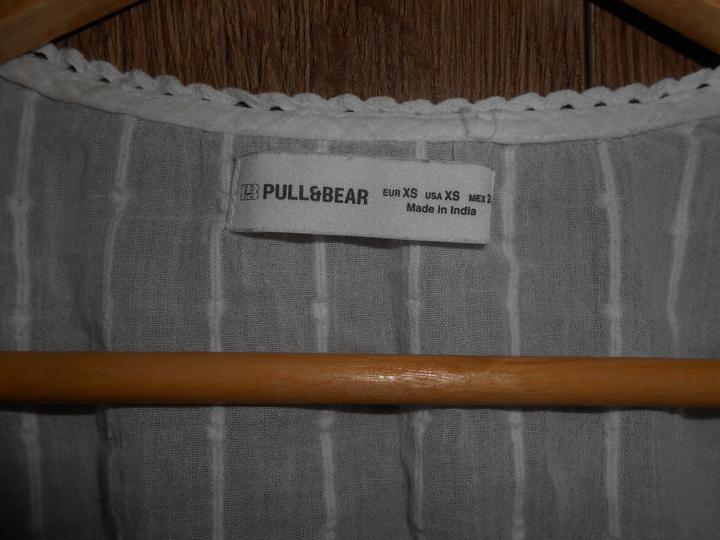 PULL&BEAR EUR XS USA XS MEX
Made in India